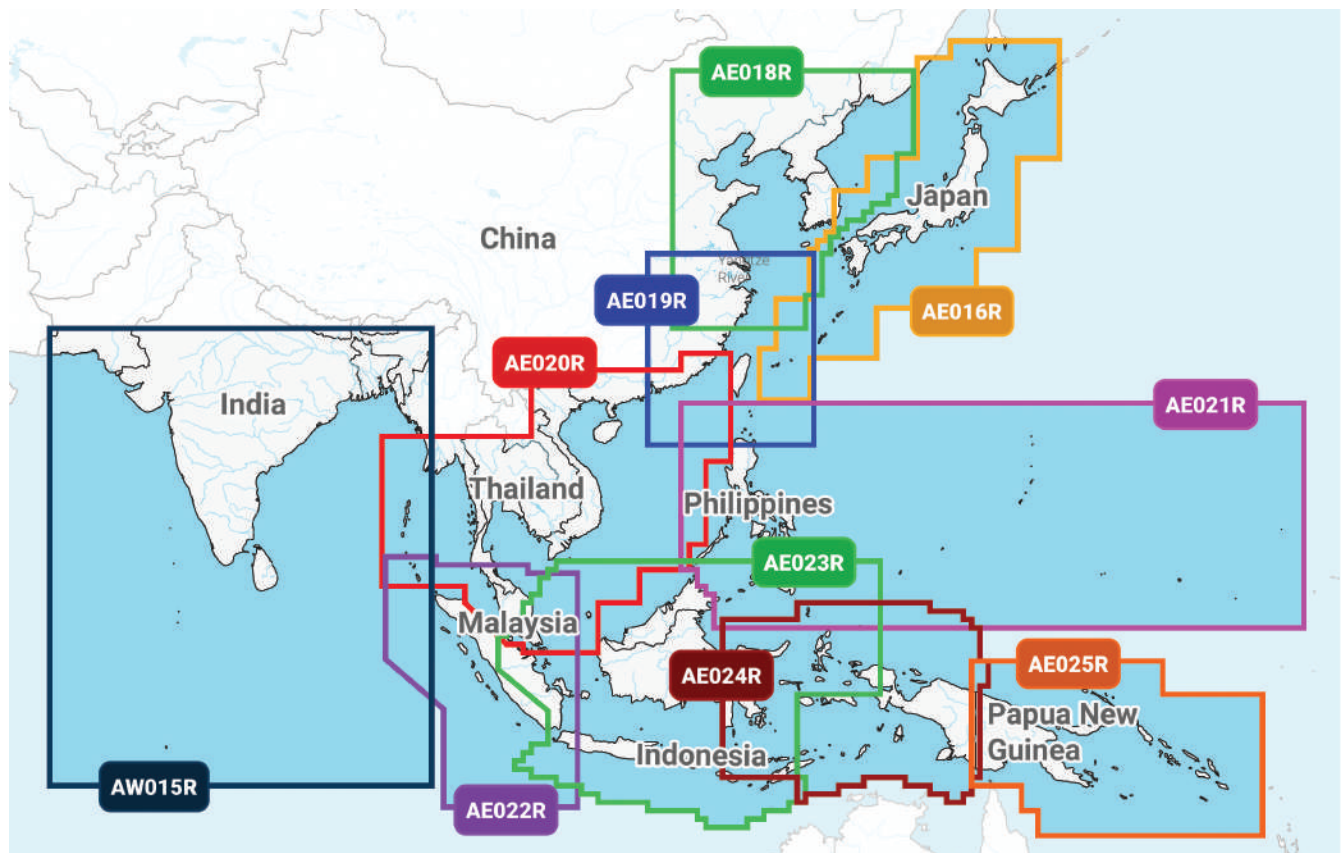 AE018R
Japan
China
Yangtze
River
AE019R
AE016R
AE020R
India
AE021R
Thailand
Philippines
AE023R
Malaysia
AE024R
AE025R
Papua New
Guinea
Indonesia
AW015R
AE022R